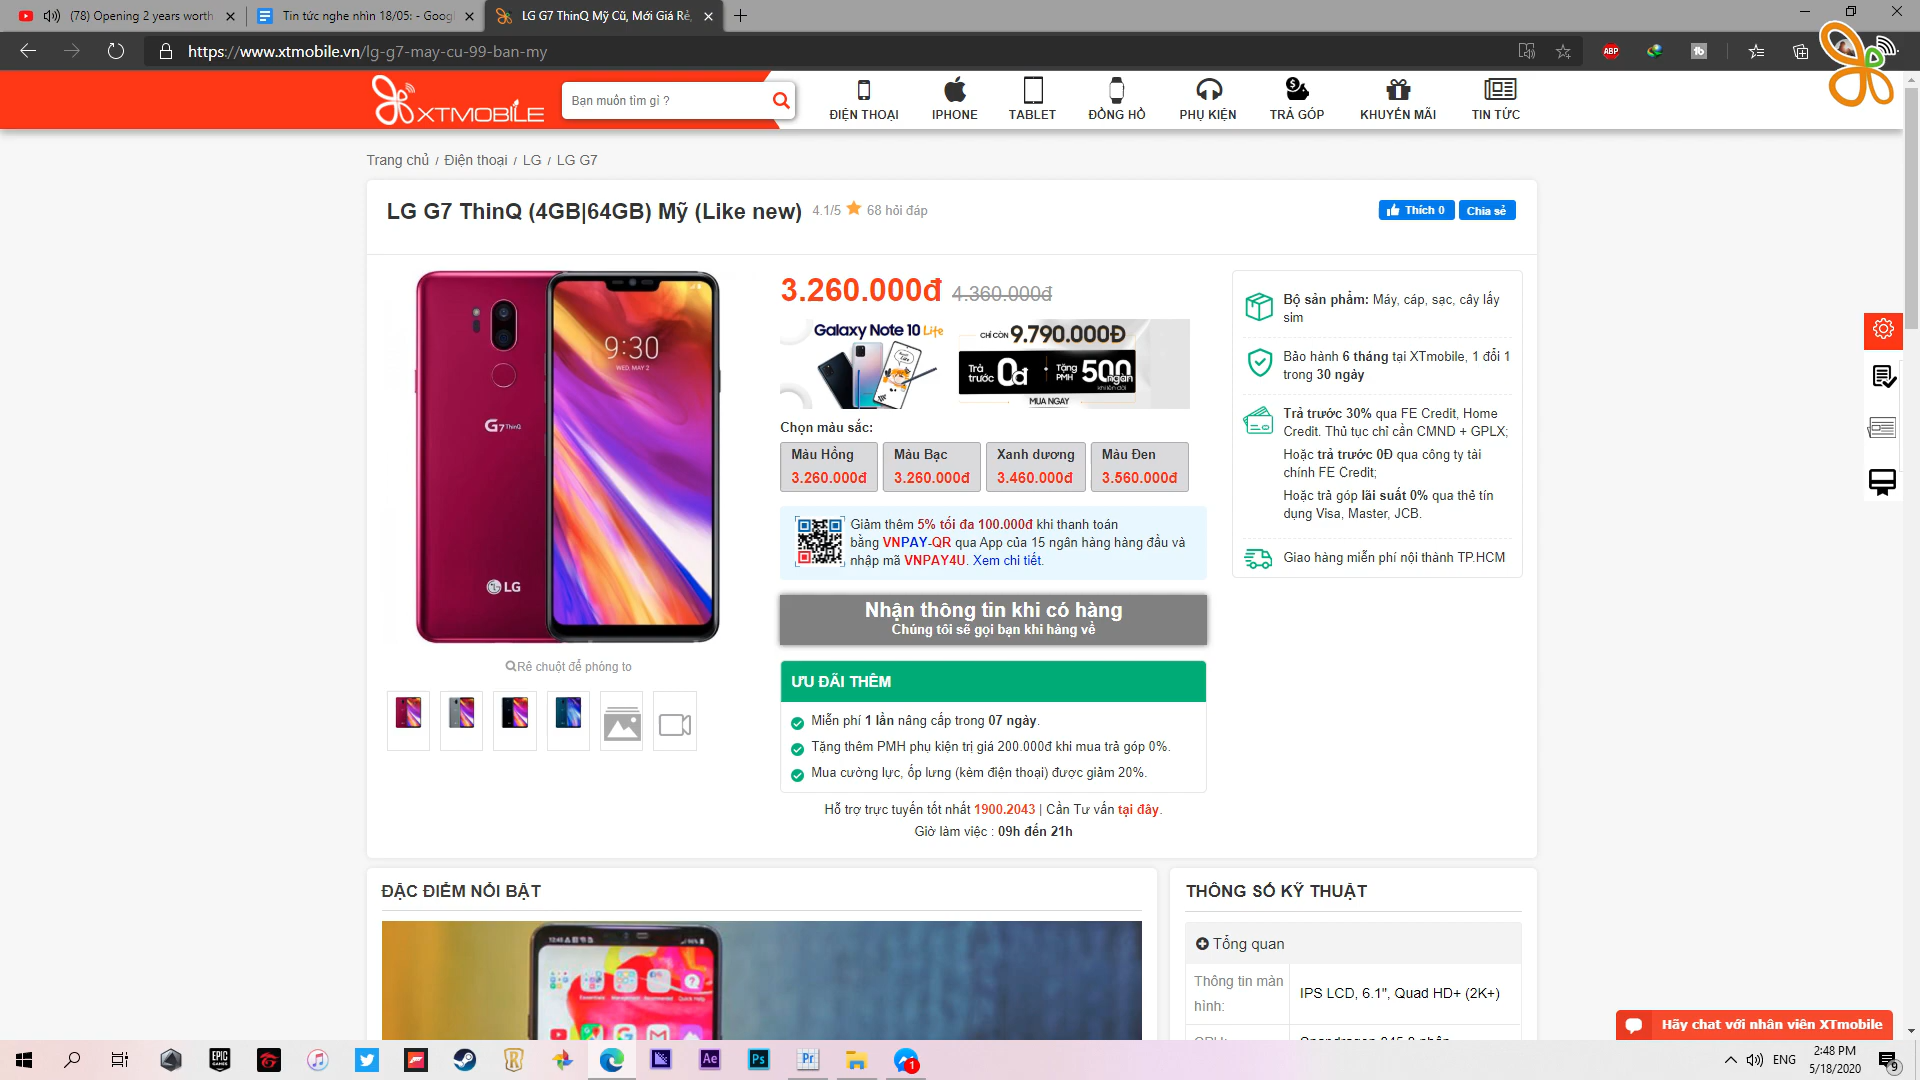 (78) Opening 2 years worth
Tin tức nghe nhìn 18/05: - Googl
LG G7 ThinQ Mỹ Cũ, Mới Giá Rẻ,
https://www.xtmobile.vn/lg-g7-may-cu-99-ban-my
ABP
XTMOBILE
Bạn muốn tìm gì ?
ĐIỆN THOẠI
IPHONE
TABLET
ĐỒNG HỒ
PHỤ KIỆN
TRẢ GÓP
KHUYẾN MÃI
TIN TỨC
Trang chủ / Điện thoại / LG / LG G7
LG G7 ThinQ (4GB|64GB) Mỹ (Like new) 4.1/5 68 hỏi đáp
Thích 0
Chia sẻ
9:30
WED, MAY 2
G7 ThinQ
LG
Rê chuột để phóng to
3.260.000đ 4.360.000đ
Galaxy Note 10 Lite
CHỈ CÒN 9.790.000Đ
Trả trước 0đ • Tặng PMH 500 ngàn
MUA NGAY
Chọn màu sắc:
Màu Hồng
3.260.000đ
Màu Bạc
3.260.000đ
Xanh dương
3.460.000đ
Màu Đen
3.560.000đ
Giảm thêm 5% tối đa 100.000đ khi thanh toán
bằng VNPAY-QR qua App của 15 ngân hàng hàng đầu và
nhập mã VNPAY4U. Xem chi tiết.
Nhận thông tin khi có hàng
Chúng tôi sẽ gọi bạn khi hàng về
ƯU ĐÃI THÊM
Miễn phí 1 lần nâng cấp trong 07 ngày.
Tặng thêm PMH phụ kiện trị giá 200.000đ khi mua trả góp 0%.
Mua cường lực, ốp lưng (kèm điện thoại) được giảm 20%.
Hỗ trợ trực tuyến tốt nhất 1900.2043 | Cần Tư vấn tại đây.
Giờ làm việc : 09h đến 21h
Bộ sản phẩm: Máy, cáp, sạc, cây lấy
sim
Bảo hành 6 tháng tại XTmobile, 1 đổi 1
trong 30 ngày
Trả trước 30% qua FE Credit, Home
Credit. Thủ tục chỉ cần CMND + GPLX;
Hoặc trả trước 0Đ qua công ty tài
chính FE Credit;
Hoặc trả góp lãi suất 0% qua thẻ tín
dụng Visa, Master, JCB.
Giao hàng miễn phí nội thành TP.HCM
ĐẶC ĐIỂM NỔI BẬT
THÔNG SỐ KỸ THUẬT
Tổng quan
Thông tin màn
hình:
IPS LCD, 6.1", Quad HD+ (2K+)
Hãy chat với nhân viên XTmobile
EPIC GAMES
Ae
Ps
Pr
1
ENG
2:48 PM
5/18/2020
9